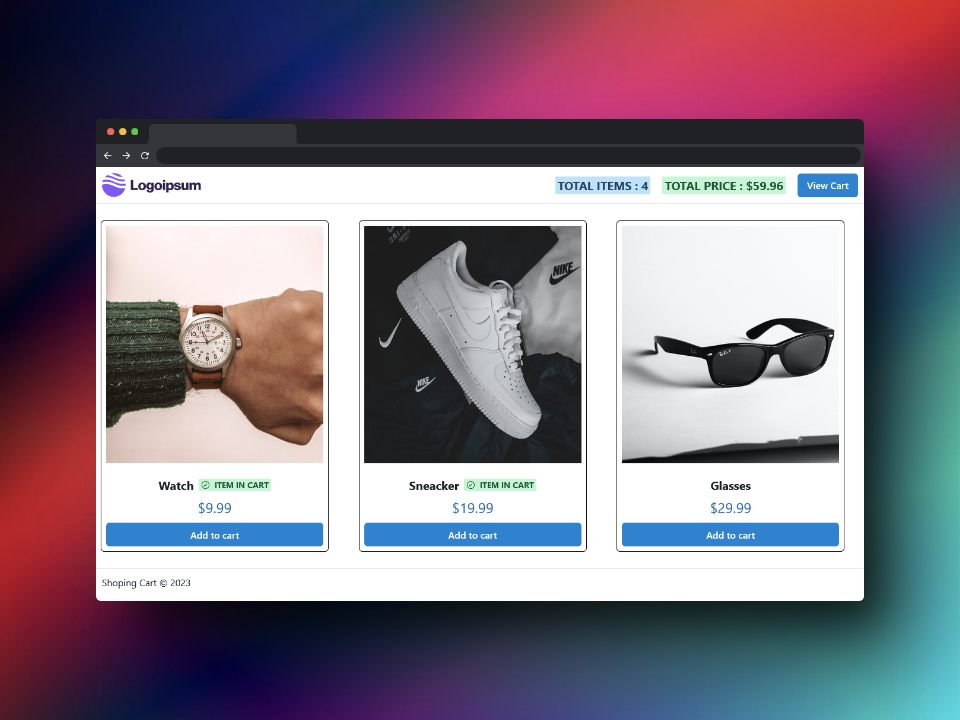 Logoipsum
TOTAL ITEMS : 4
TOTAL PRICE : $59.96
View Cart
NIKE
NIKE
Ray-Ban
Watch
ITEM IN CART
$9.99
Add to cart
Sneacker
ITEM IN CART
$19.99
Add to cart
Glasses
$29.99
Add to cart
Shoping Cart © 2023